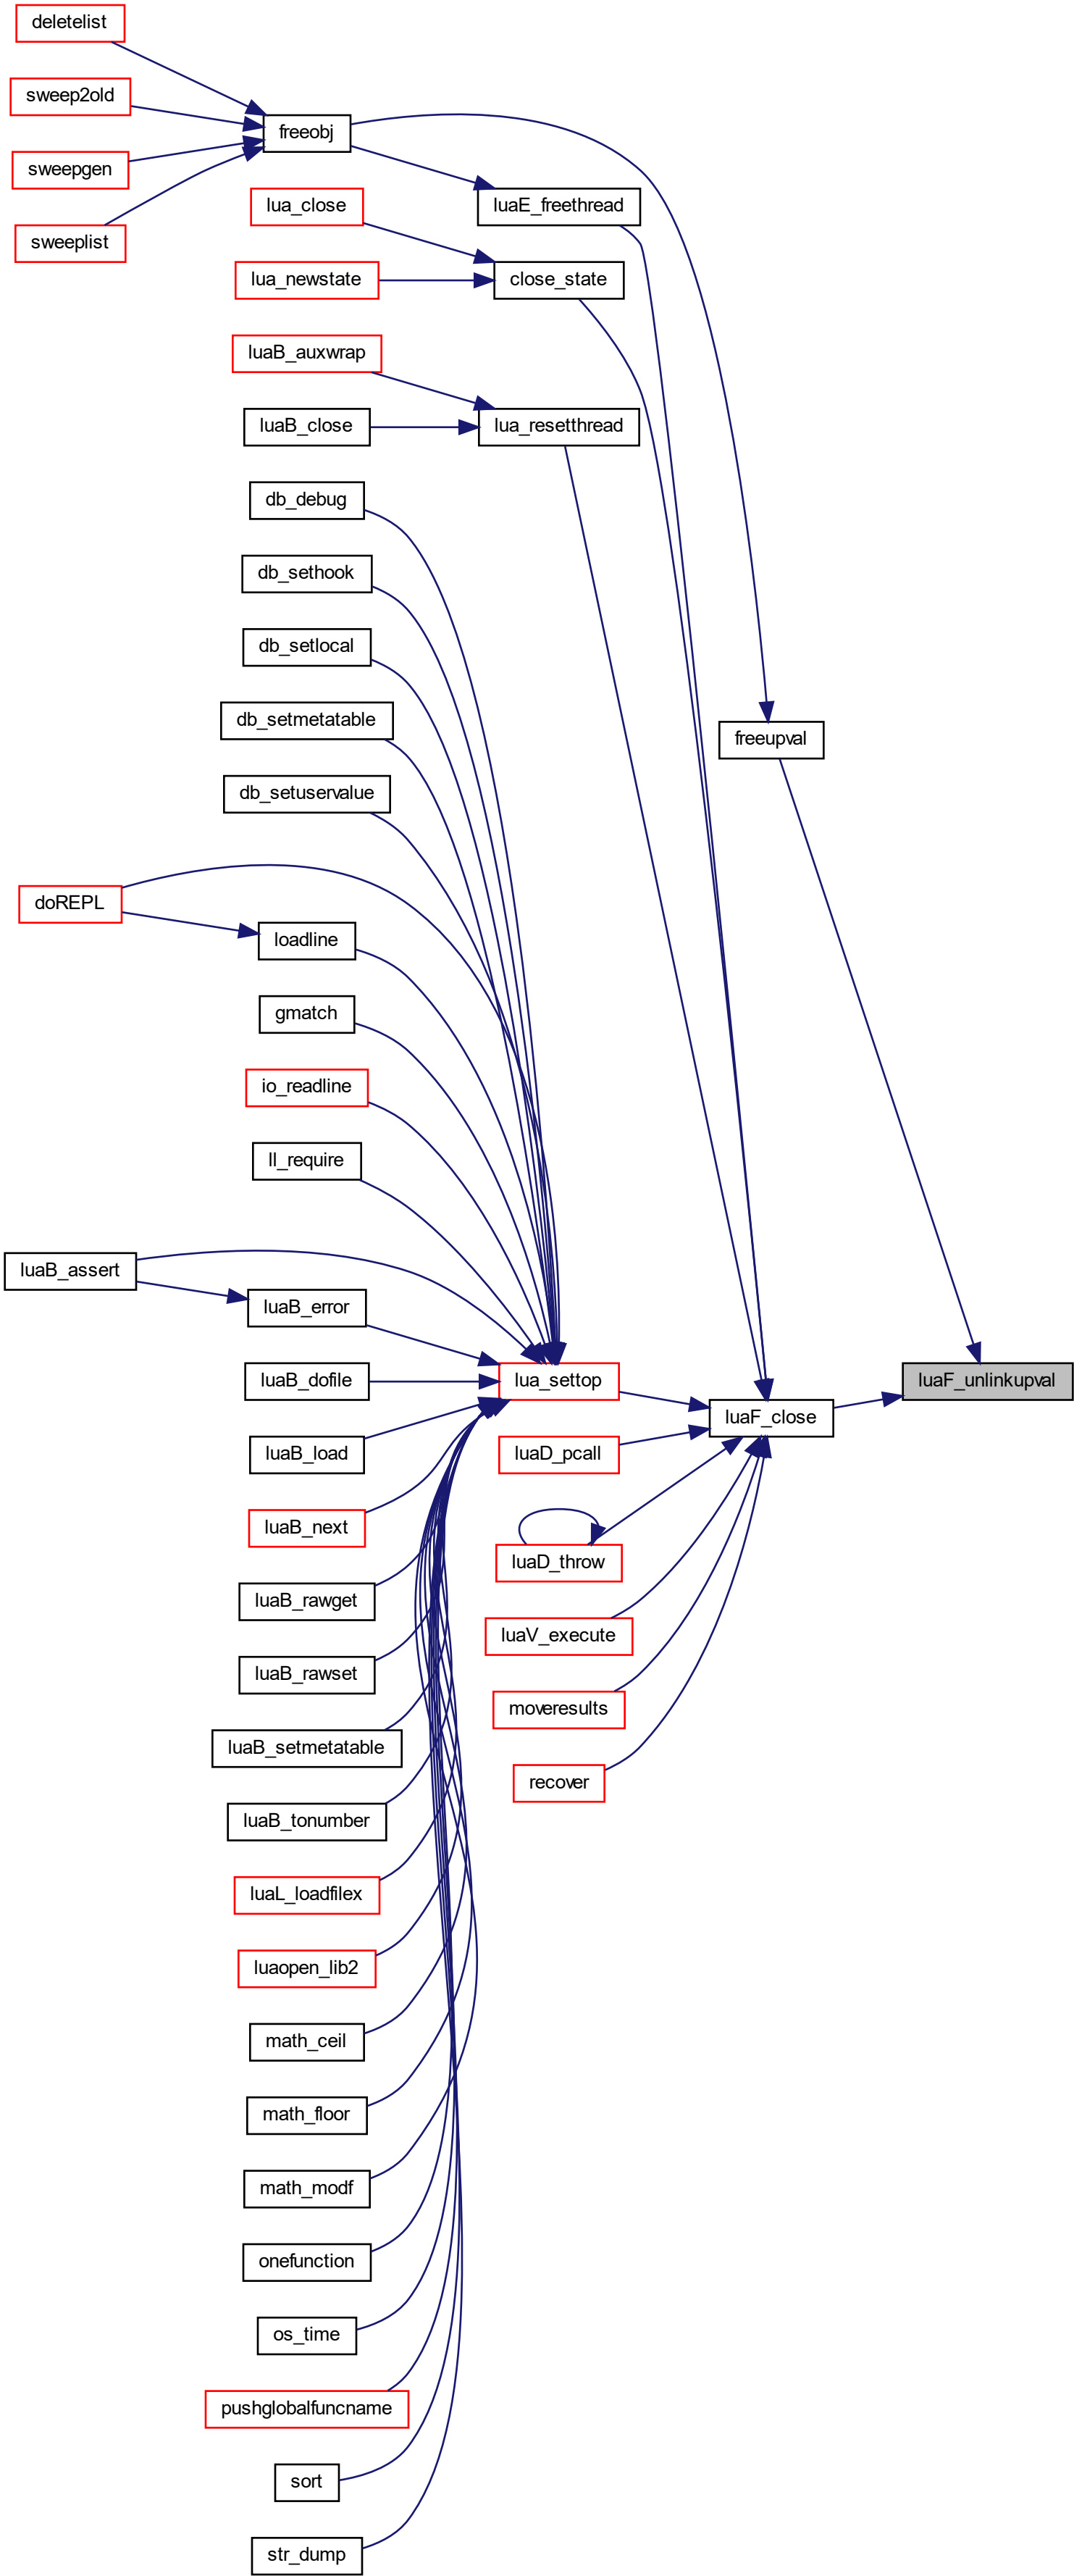 deletelist
sweep2old
freeobj
sweepgen
luaE_freethread
lua_close
sweeplist
close_state
lua_newstate
luaB_auxwrap
luaB_close
lua_resetthread
db_debug
db_sethook
db_setlocal
db_setmetatable
freeupval
db_setuservalue
doREPL
loadline
gmatch
io_readline
ll_require
luaB_assert
luaB_error
luaB_dofile
lua_settop
luaF_unlinkupval
luaF_close
luaB_load
luaD_pcall
luaB_next
luaD_throw
luaB_rawget
luaV_execute
luaB_rawset
moveresults
luaB_setmetatable
recover
luaB_tonumber
luaL_loadfilex
luaopen_lib2
math_ceil
math_floor
math_modf
onefunction
os_time
pushglobalfuncname
sort
str_dump